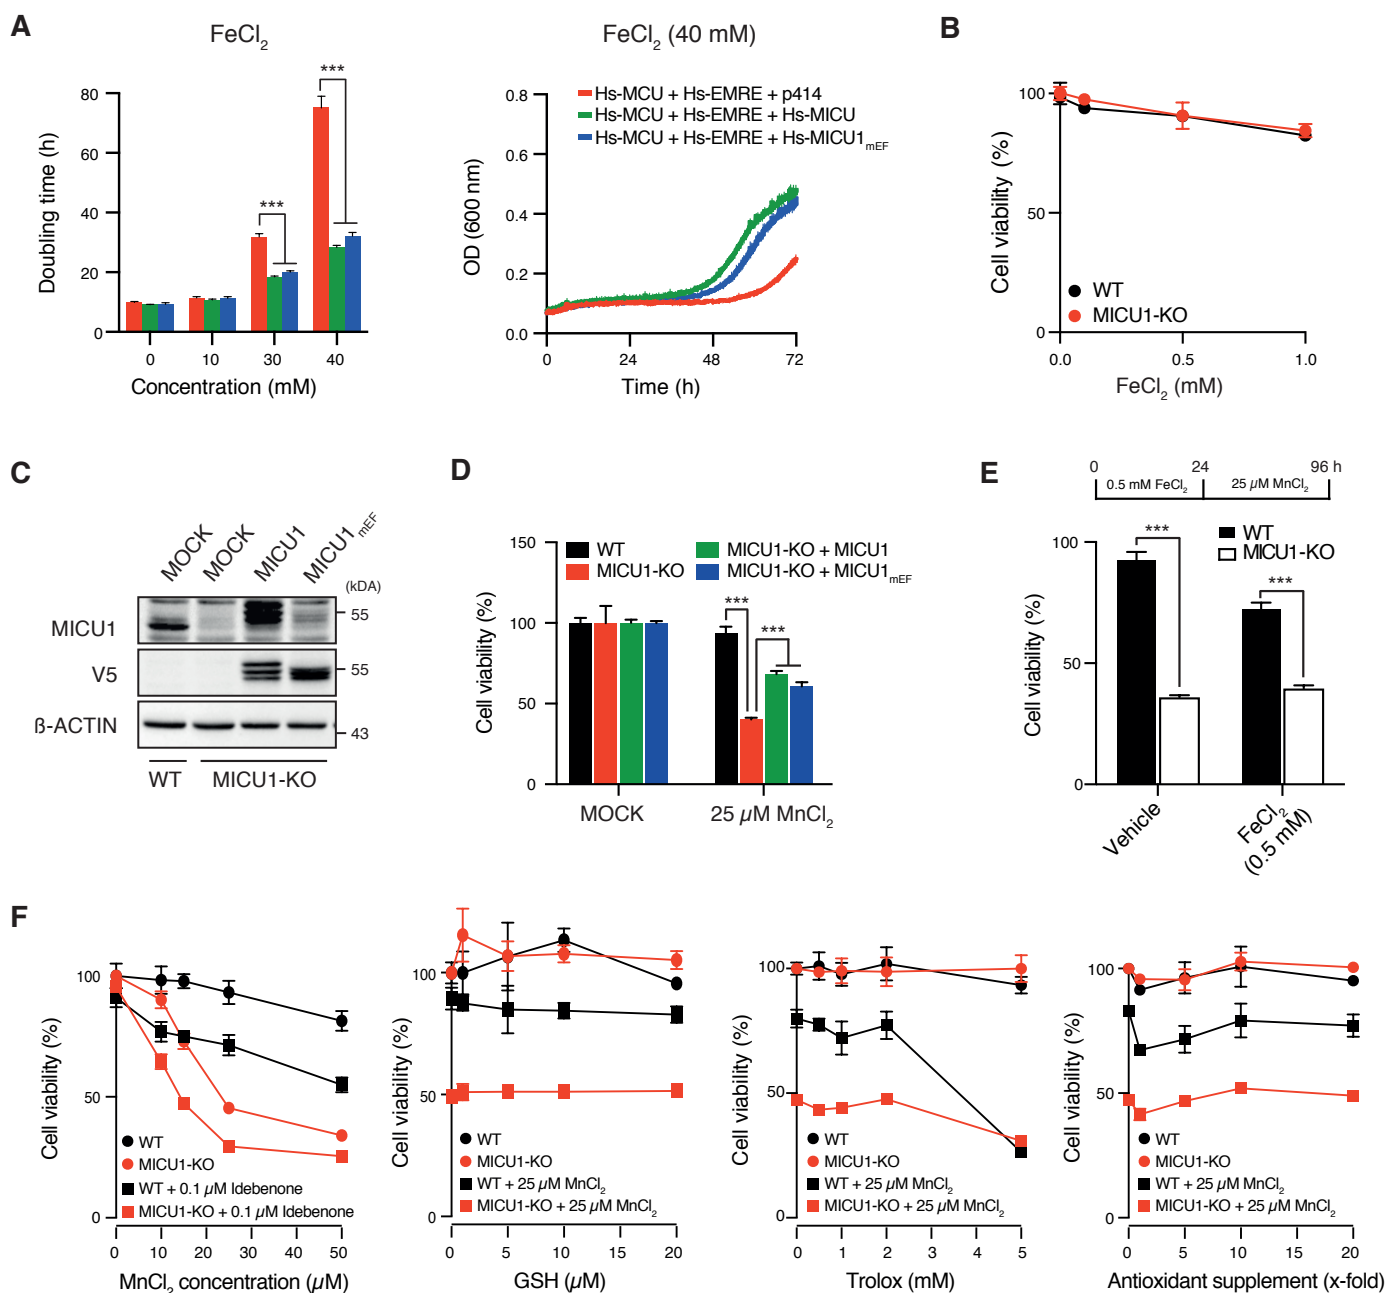 A
FeCl2
Doubling time (h)
80
60
40
20
0
***
***
0 10 30 40
Concentration (mM)
FeCl2 (40 mM)
OD (600 nm)
0.8
0.6
0.4
0.2
0.0
Hs-MCU + Hs-EMRE + p414
Hs-MCU + Hs-EMRE + Hs-MICU
Hs-MCU + Hs-EMRE + Hs-MICU1mEF
0 24 48 72
Time (h)
B
Cell viability (%)
100
50
0
WT
MICU1-KO
0.0 0.5 1.0
FeCl2 (mM)
C
MOCK MOCK MICU1 MICU1mEF
(kDA)
MICU1
55
V5
55
ß-ACTIN
43
WT MICU1-KO
D
Cell viability (%)
150
100
50
0
WT
MICU1-KO
MICU1-KO + MICU1
MICU1-KO + MICU1mEF
***
***
MOCK 25 µM MnCl2
E
0 24 96 h
0.5 mM FeCl2 25 µM MnCl2
Cell viability (%)
100
50
0
WT
MICU1-KO
***
***
Vehicle
FeCl2
(0.5 mM)
F
Cell viability (%)
100
50
0
WT
MICU1-KO
WT + 0.1 µM Idebenone
MICU1-KO + 0.1 µM Idebenone
0 10 20 30 40 50
MnCl2 concentration (µM)
Cell viability (%)
100
50
0
WT
MICU1-KO
WT + 25 µM MnCl2
MICU1-KO + 25 µM MnCl2
0 5 10 15 20
GSH (µM)
Cell viability (%)
100
50
0
WT
MICU1-KO
WT + 25 µM MnCl2
MICU1-KO + 25 µM MnCl2
0 1 2 3 4 5
Trolox (mM)
Cell viability (%)
100
50
0
WT
MICU1-KO
WT + 25 µM MnCl2
MICU1-KO + 25 µM MnCl2
0 5 10 15 20
Antioxidant supplement (x-fold)